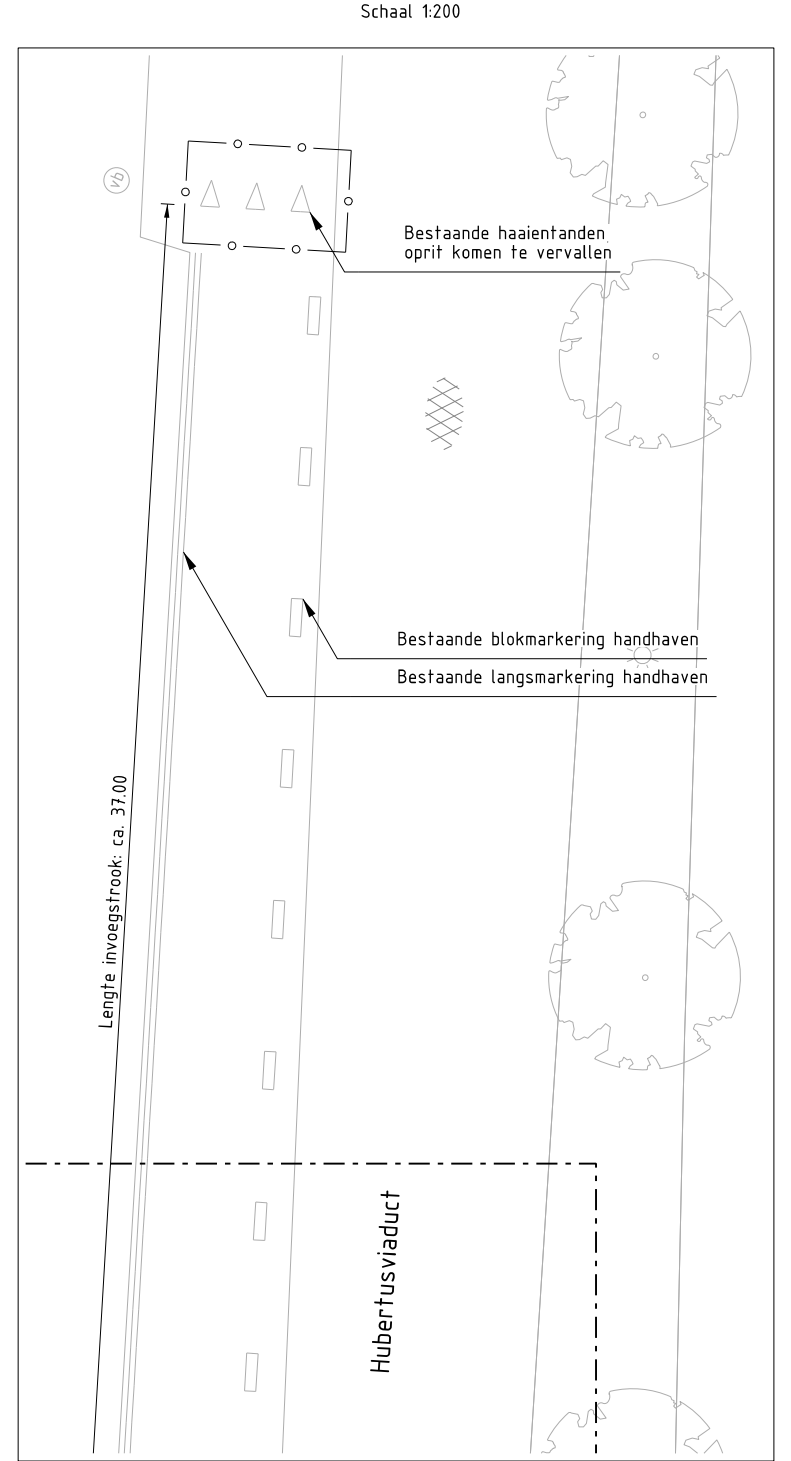 Schaal 1:200
vb
Bestaande haaientanden
oprit komen te vervallen
Bestaande blokmarkering handhaven
Bestaande langsmarkering handhaven
Lengte invoegstrook: ca. 37.00
Hubertusviaduct